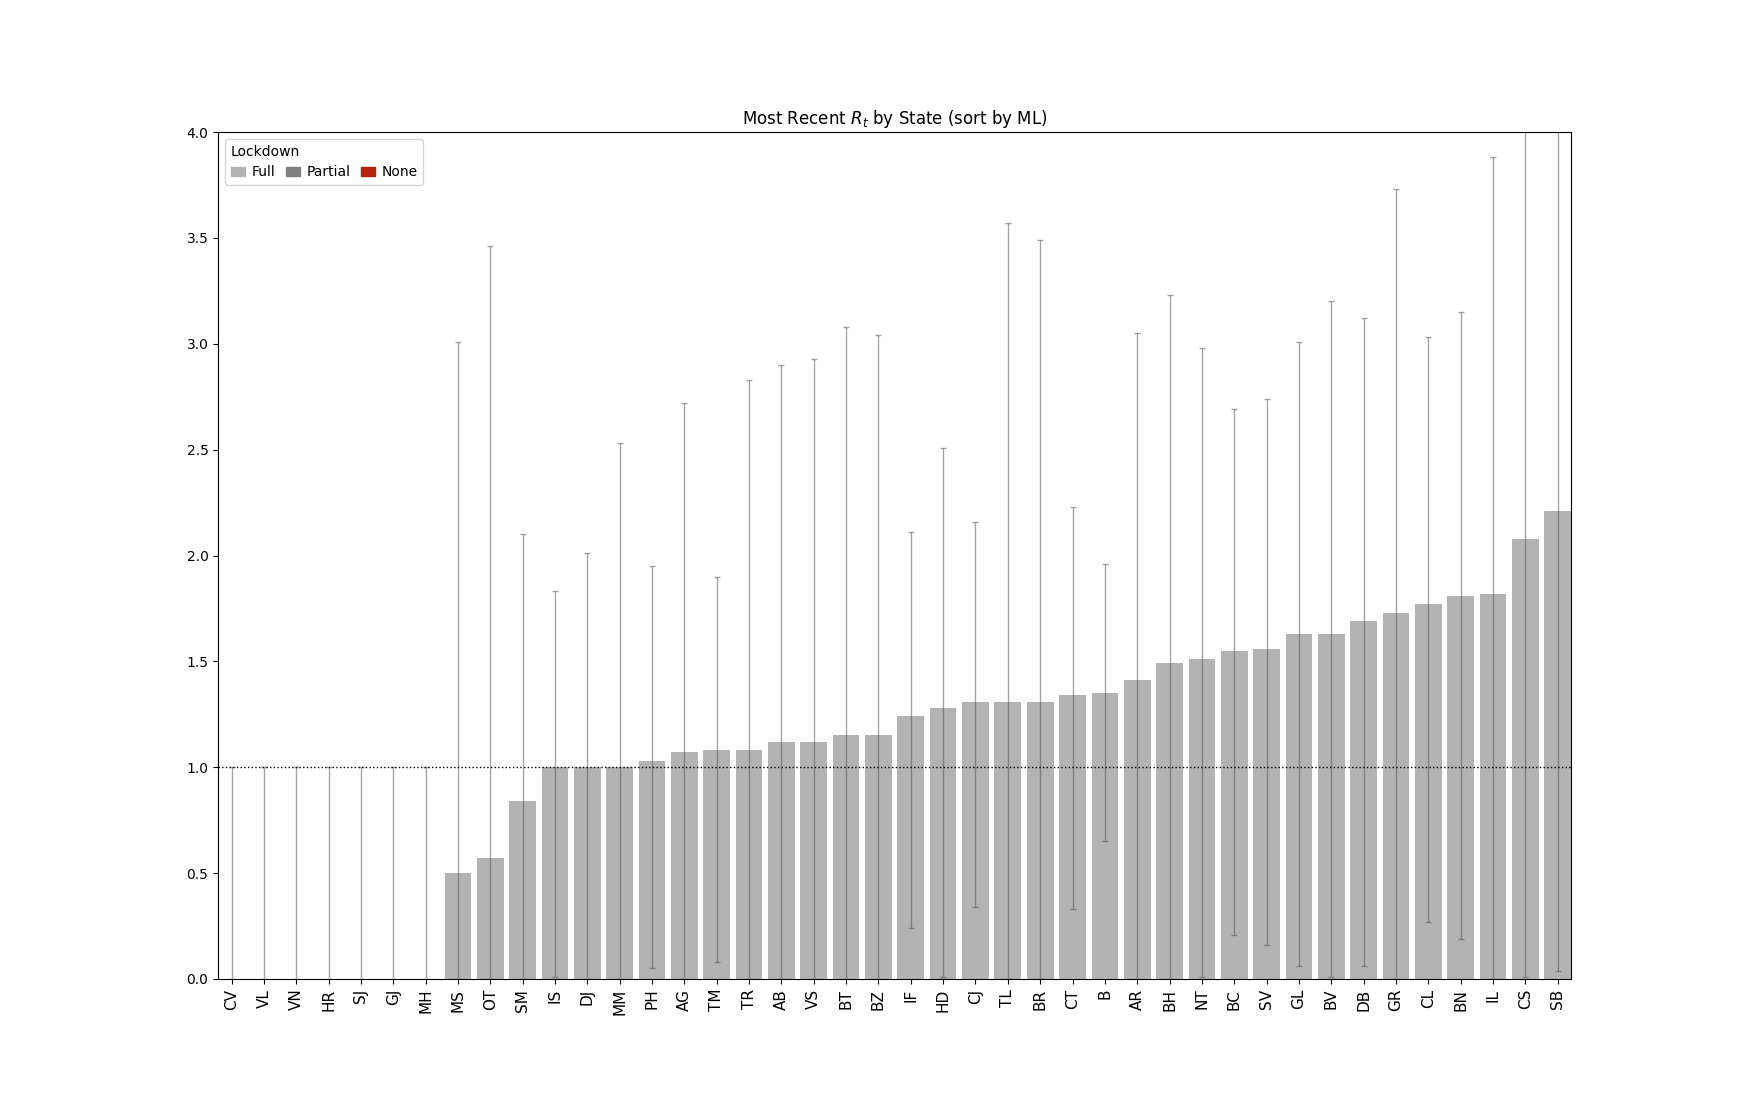 Most Recent Rt by State (sort by ML)
4.0
Lockdown
Full Partial None
3.5
3.0
2.5
2.0
1.5
1.0
0.5
0.0
CV VL VN HR SJ GJ MH MS OT SM IS DJ MM PH AG TM TR AB VS BT BZ IF HD CJ TL BR CT B AR BH NT BC SV GL BV DB GR CL BN IL CS SB